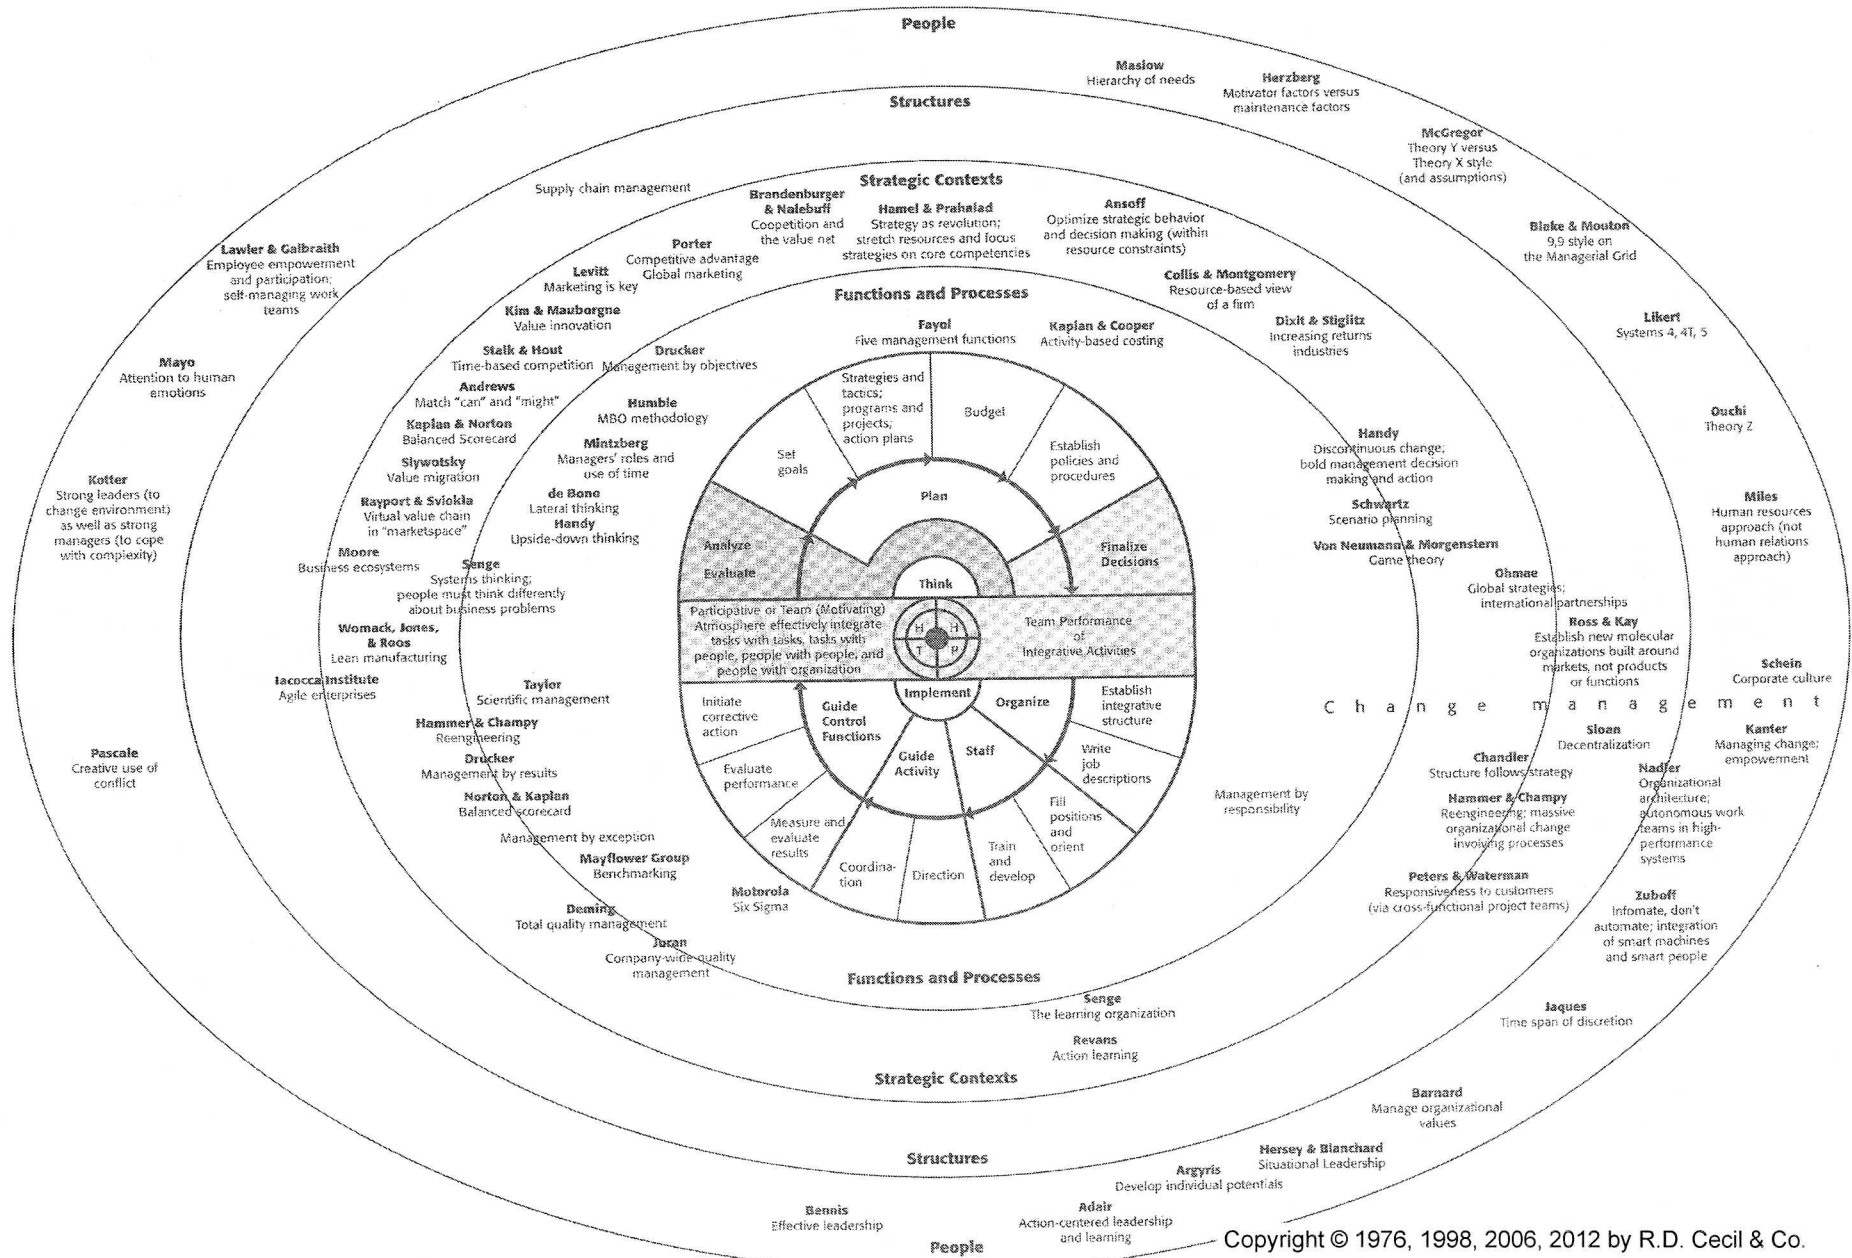 People
Maslow
Hierarchy of needs
Herzberg
Motivator factors versus
maintenance factors
Structures
McGregor
Theory Y versus
Theory X style
(and assumptions)
Supply chain management
Strategic Contexts
Brandenburger
& Nalebuff
Coopetition and
the value net
Hamel & Prahalad
Strategy as revolution;
stretch resources and focus
strategies on core competencies
Ansoff
Optimize strategic behavior
and decision making (within
resource constraints)
Blake & Mouton
9,9 style on
the Managerial Grid
Lawler & Galbraith
Employee empowerment
and participation;
self-managing work
teams
Porter
Competitive advantage
Global marketing
Levitt
Marketing is key
Collis & Montgomery
Resource-based view
of a firm
Functions and Processes
Kim & Mauborgne
Value innovation
Fayol
Five management functions
Kaplan & Cooper
Activity-based costing
Dixit & Stiglitz
Increasing returns
industries
Likert
Systems 4, 4T, 5
Mayo
Attention to human
emotions
Stalk & Hout
Time-based competition
Drucker
Management by objectives
Andrews
Match "can" and "might"
Humble
MBO methodology
Strategies and
tactics;
programs and
projects;
action plans
Budget
Ouchi
Theory Z
Kaplan & Norton
Balanced Scorecard
Mintzberg
Managers' roles and
use of time
Set
goals
Establish
policies and
procedures
Handy
Discontinuous change;
bold management decision
making and action
Slywotsky
Value migration
Kotter
Strong leaders (to
change environment)
as well as strong
managers (to cope
with complexity)
Rayport & Sviokla
Virtual value chain
in "marketspace"
de Bono
Lateral thinking
Handy
Upside-down thinking
Plan
Schwartz
Scenario planning
Miles
Human resources
approach (not
human relations
approach)
Moore
Business ecosystems
Analyze
Evaluate
Finalize
Decisions
Von Neumann & Morgenstern
Game theory
Senge
Systems thinking;
people must think differently
about business problems
Think
Ohmae
Global strategies;
international partnerships
Participative or Team (Motivating)
Atmosphere effectively integrate
tasks with tasks, tasks with
people, people with people, and
people with organization
H H
T P
Team Performance
of
Integrative Activities
Ross & Kay
Establish new molecular
organizations built around
markets, not products
or functions
Womack, Jones,
& Roos
Lean manufacturing
Schein
Corporate culture
Iacocca Institute
Agile enterprises
Taylor
Scientific management
Implement
Initiate
corrective
action
Guide
Control
Functions
Organize
Establish
integrative
structure
Change management
Hammer & Champy
Reengineering
Sloan
Decentralization
Kanter
Managing change;
empowerment
Pascale
Creative use of
conflict
Drucker
Management by results
Evaluate
performance
Guide
Activity
Staff
Write
job
descriptions
Chandler
Structure follows strategy
Nadler
Organizational
architecture;
autonomous work
teams in high-
performance
systems
Norton & Kaplan
Balanced scorecard
Management by
responsibility
Hammer & Champy
Reengineering; massive
organizational change
involving processes
Management by exception
Measure and
evaluate
results
Fill
positions
and
orient
Mayflower Group
Benchmarking
Coordina-
tion
Direction
Train
and
develop
Peters & Waterman
Responsiveness to customers
(via cross-functional project teams)
Motorola
Six Sigma
Zuboff
Infomate, don't
automate; integration
of smart machines
and smart people
Deming
Total quality management
Juran
Company-wide quality
management
Functions and Processes
Senge
The learning organization
Jaques
Time span of discretion
Revans
Action learning
Strategic Contexts
Barnard
Manage organizational
values
Structures
Hersey & Blanchard
Situational Leadership
Argyris
Develop individual potentials
Bennis
Effective leadership
Adair
Action-centered leadership
and learning
People
Copyright © 1976, 1998, 2006, 2012 by R.D. Cecil & Co.